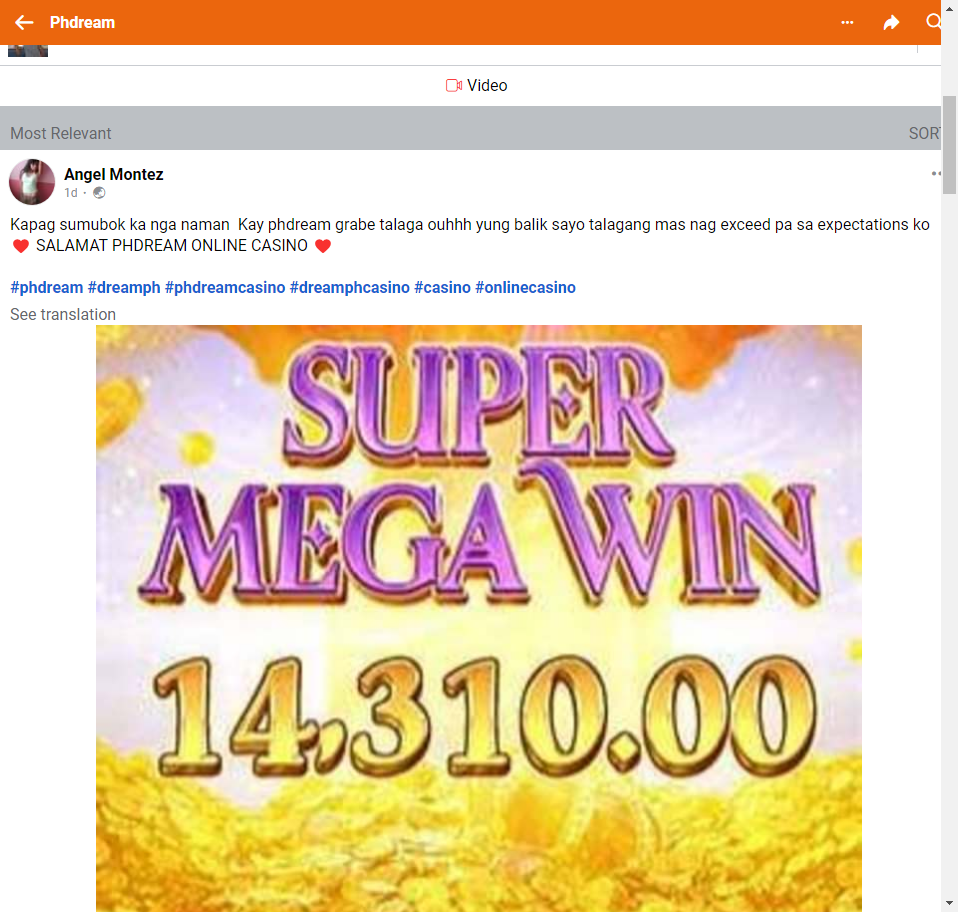 Phdream
Video
Most Relevant
SORT
Angel Montez
1d ·
Kapag sumubok ka nga naman Kay phdream grabe talaga ouhhh yung balik sayo talagang mas nag exceed pa sa expectations ko
❤️ SALAMAT PHDREAM ONLINE CASINO ❤️
#phdream #dreamph #phdreamcasino #dreamphcasino #casino #onlinecasino
See translation
SUPER
MEGA WIN
14,310.00